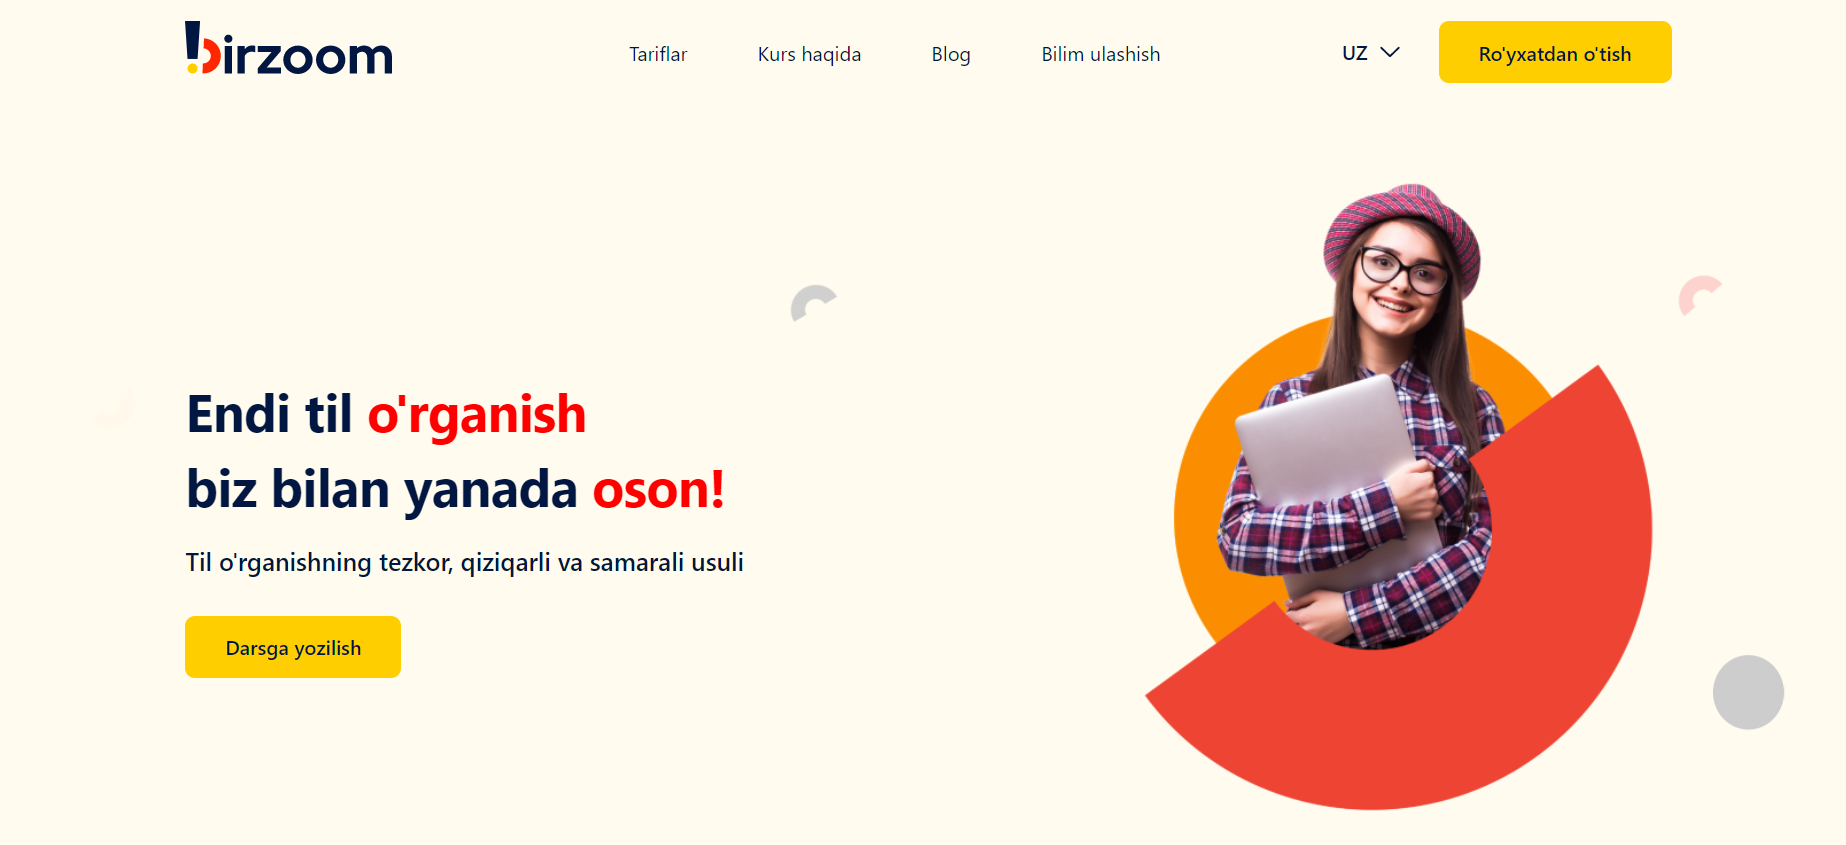 birzoom
Tariflar
Kurs haqida
Blog
Bilim ulashish
UZ
Ro'yxatdan o'tish
Endi til o'rganish
biz bilan yanada oson!
Til o'rganishning tezkor, qiziqarli va samarali usuli
Darsga yozilish